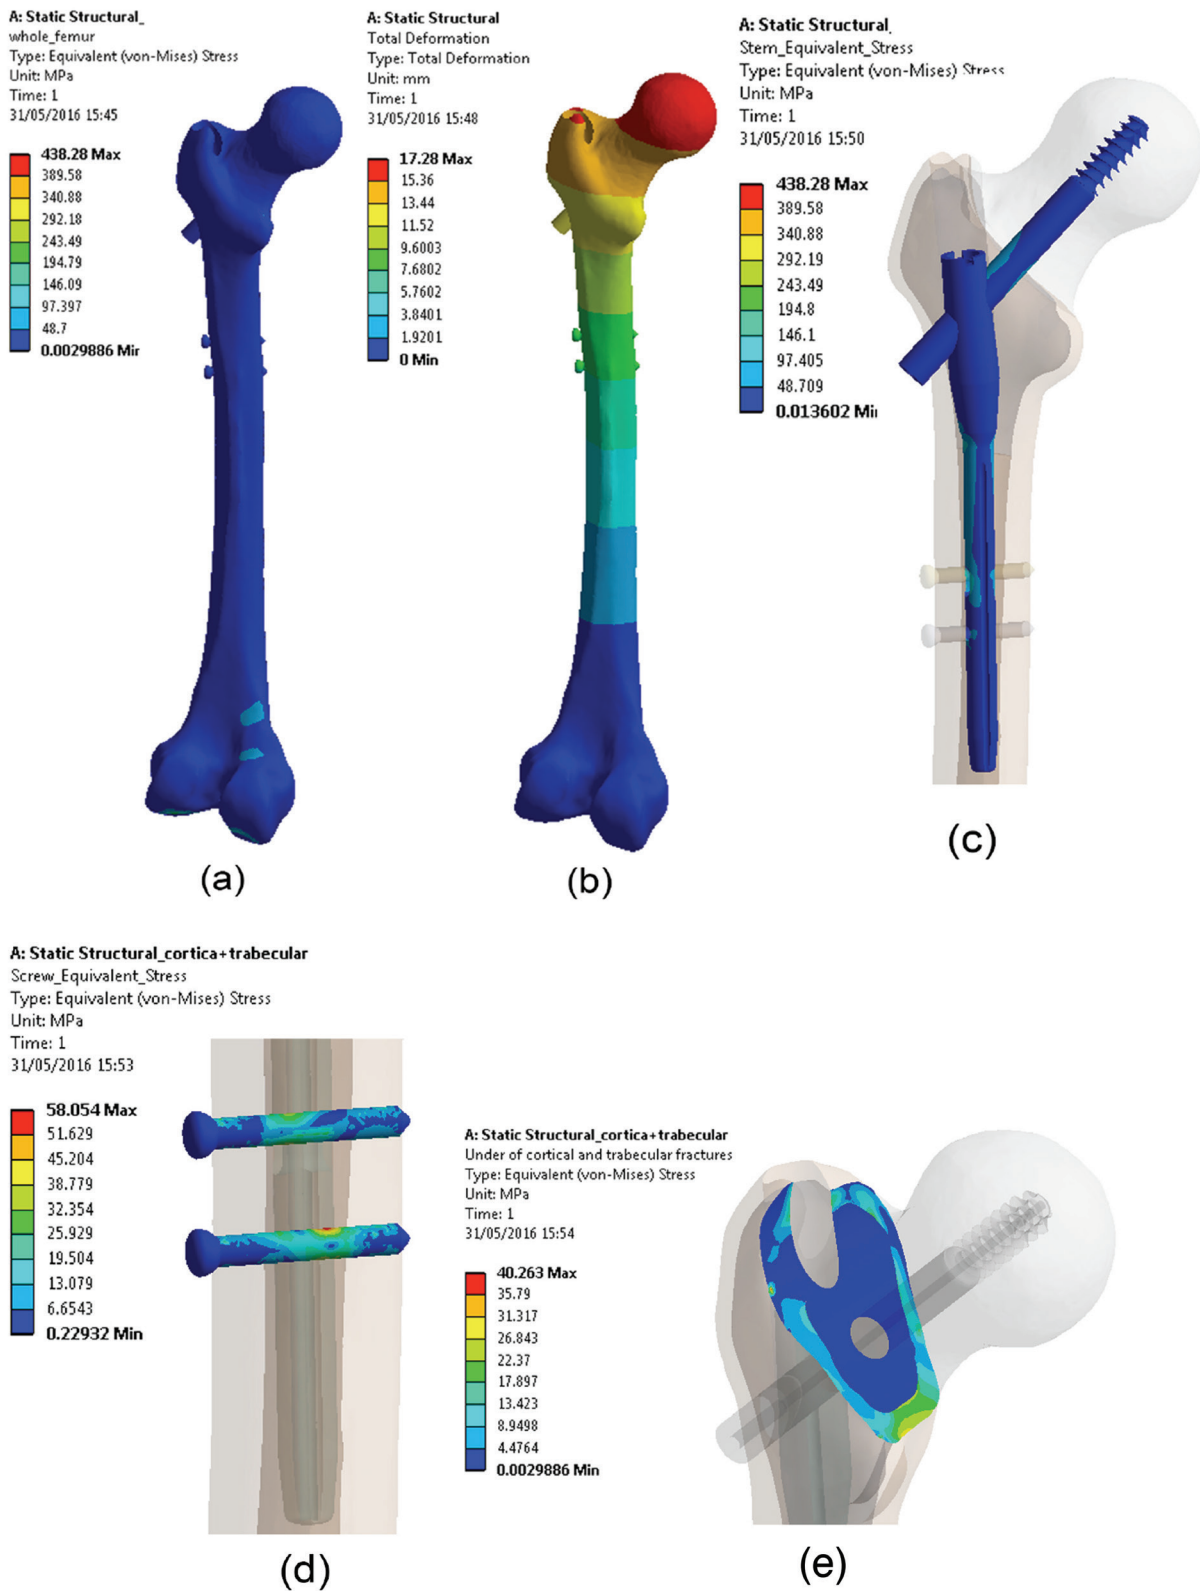 A: Static Structural_
whole_femur
Type: Equivalent (von-Mises) Stress
Unit: MPa
Time: 1
31/05/2016 15:45
438.28 Max
389.58
340.88
292.18
243.49
194.79
146.09
97.397
48.7
0.0029886 Mir
(a)
A: Static Structural
Total Deformation
Type: Total Deformation
Unit: mm
Time: 1
31/05/2016 15:48
17.28 Max
15.36
13.44
11.52
9.6003
7.6802
5.7602
3.8401
1.9201
0 Min
(b)
A: Static Structural,
Stem_Equivalent_Stress
Type: Equivalent (von-Mises) Stress
Unit: MPa
Time: 1
31/05/2016 15:50
438.28 Max
389.58
340.88
292.19
243.49
194.8
146.1
97.405
48.709
0.013602 Mi
(c)
A: Static Structural_cortica+trabecular
Screw_Equivalent_Stress
Type: Equivalent (von-Mises) Stress
Unit: MPa
Time: 1
31/05/2016 15:53
58.054 Max
51.629
45.204
38.779
32.354
25.929
19.504
13.079
6.6543
0.22932 Min
(d)
A: Static Structural_cortica+trabecular
Under of cortical and trabecular fractures
Type: Equivalent (von-Mises) Stress
Unit: MPa
Time: 1
31/05/2016 15:54
40.263 Max
35.79
31.317
26.843
22.37
17.897
13.423
8.9498
4.4764
0.0029886 Min
(e)